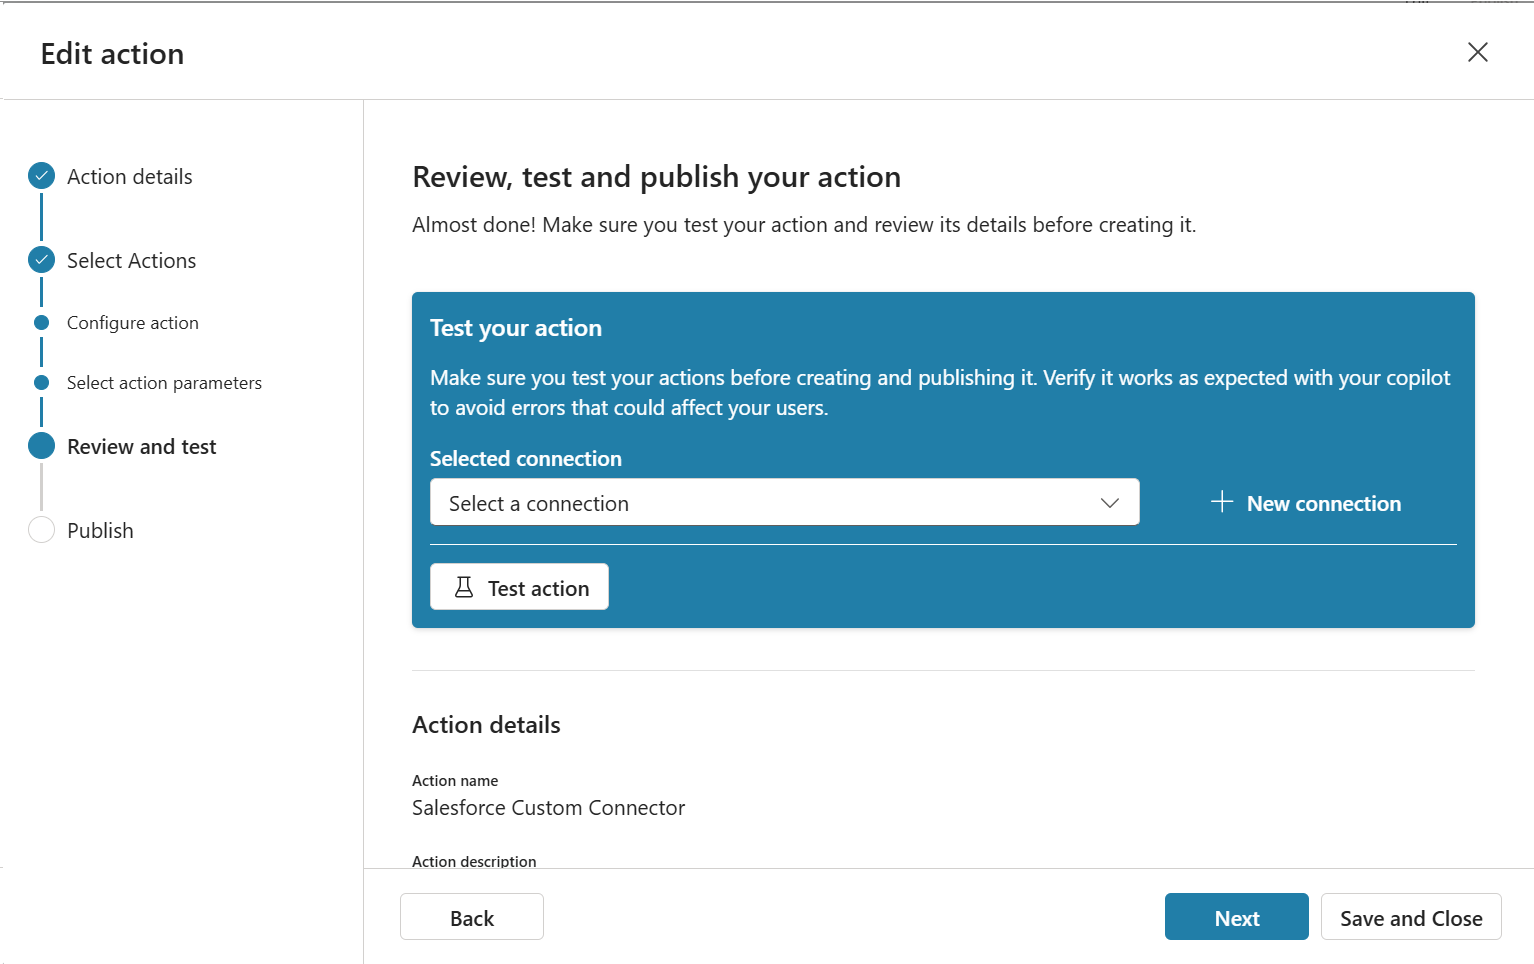 Edit action
Action details
Select Actions
Configure action
Select action parameters
Review and test
Publish
Review, test and publish your action
Almost done! Make sure you test your action and review its details before creating it.
Test your action
Make sure you test your actions before creating and publishing it. Verify it works as expected with your copilot
to avoid errors that could affect your users.
Selected connection
Select a connection
New connection
Test action
Action details
Action name
Salesforce Custom Connector
Action description
Back
Next
Save and Close